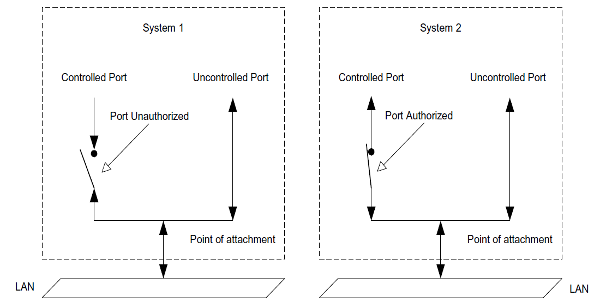 System 1
System 2
Controlled Port
Uncontrolled Port
Controlled Port
Uncontrolled Port
Port Unauthorized
Port Authorized
Point of attachment
Point of attachment
LAN
LAN